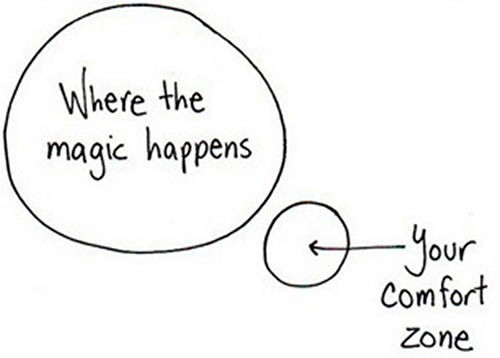 Where the
magic happens
Your
comfort
zone